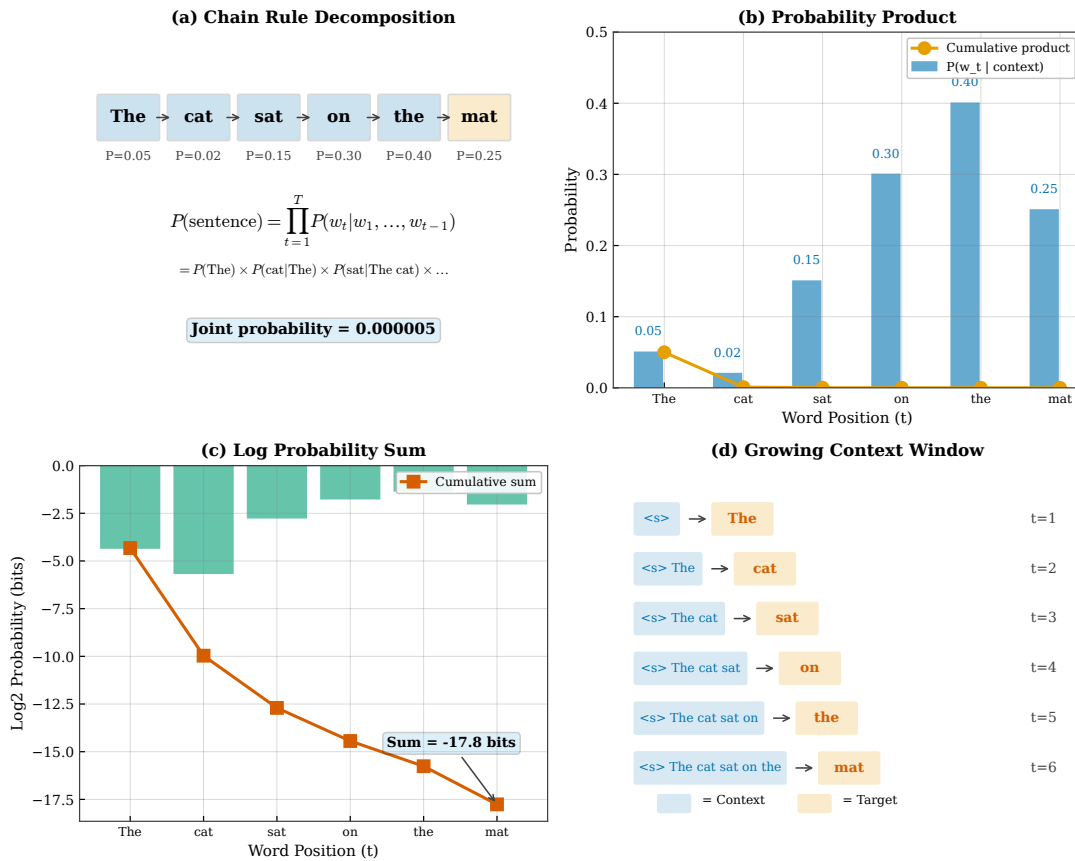 (a) Chain Rule Decomposition
The cat sat on the mat
P=0.05 P=0.02 P=0.15 P=0.30 P=0.40 P=0.25
P(sentence) = ∏_{t=1}^{T} P(w_t|w_1, ..., w_{t−1})
= P(The) × P(cat|The) × P(sat|The cat) × ...
Joint probability = 0.000005
(b) Probability Product
Cumulative product
P(w_t | context)
0.5
0.4
0.3
0.2
0.1
0.0
Probability
0.05
0.02
0.15
0.30
0.40
0.25
The cat sat on the mat
Word Position (t)
(c) Log Probability Sum
Cumulative sum
0.0
−2.5
−5.0
−7.5
−10.0
−12.5
−15.0
−17.5
Log2 Probability (bits)
Sum = -17.8 bits
The cat sat on the mat
Word Position (t)
(d) Growing Context Window
<s> The t=1
<s> The cat t=2
<s> The cat sat t=3
<s> The cat sat on t=4
<s> The cat sat on the t=5
<s> The cat sat on the mat t=6
= Context = Target